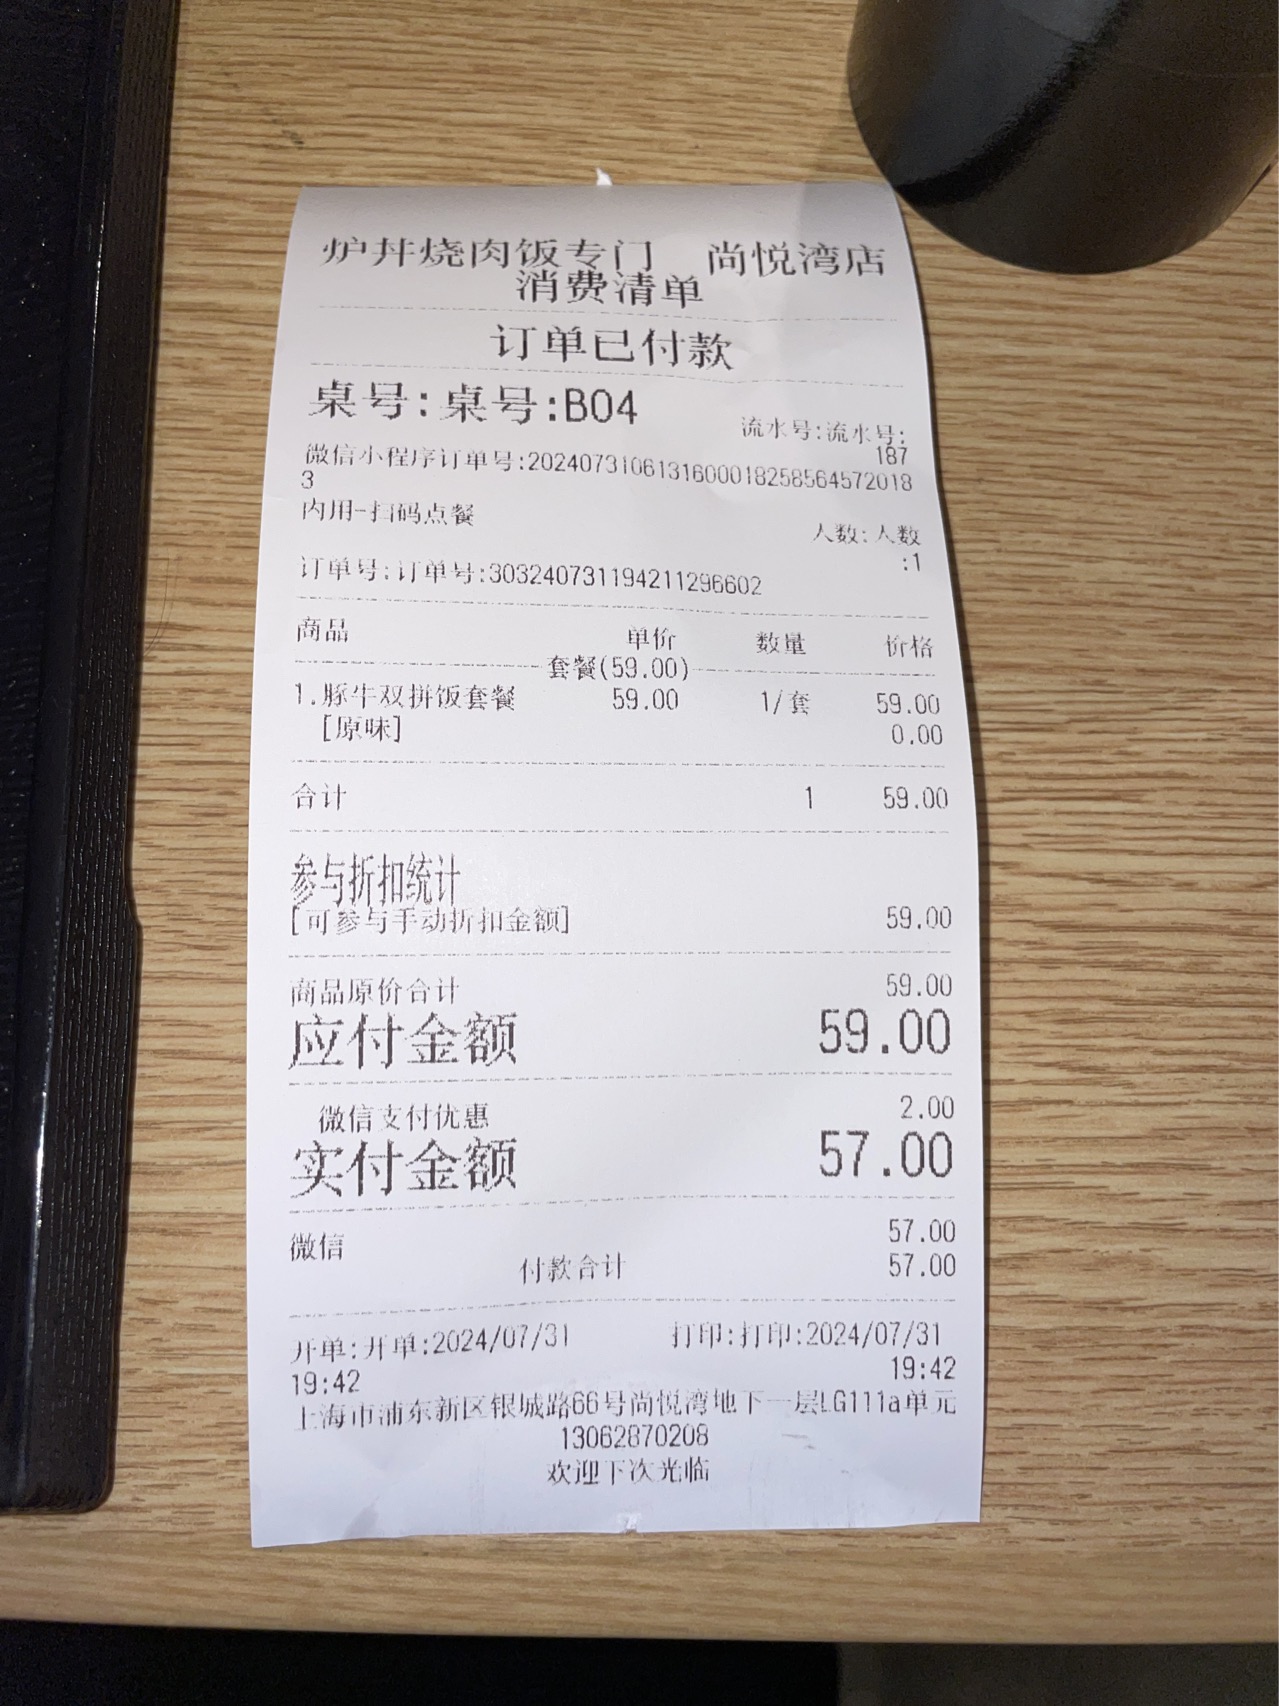 炉丼烧肉饭专门 尚悦湾店
消费清单
订单已付款
桌号:桌号:B04
流水号:流水号:
187
微信小程序订单号:2024073106131600018258564572018
3
内用-扫码点餐
人数:人数
:1
订单号:订单号:303240731194211296602
商品 单价 数量 价格
套餐(59.00)
1.豚牛双拼饭套餐 59.00 1/套 59.00
[原味] 0.00
合计 1 59.00
参与折扣统计
[可参与手动折扣金额] 59.00
商品原价合计 59.00
应付金额 59.00
微信支付优惠 2.00
实付金额 57.00
微信 57.00
付款合计 57.00
开单:开单:2024/07/31 打印:打印:2024/07/31
19:42 19:42
上海市浦东新区银城路66号尚悦湾地下一层LG111a单元
13062870208
欢迎下次光临